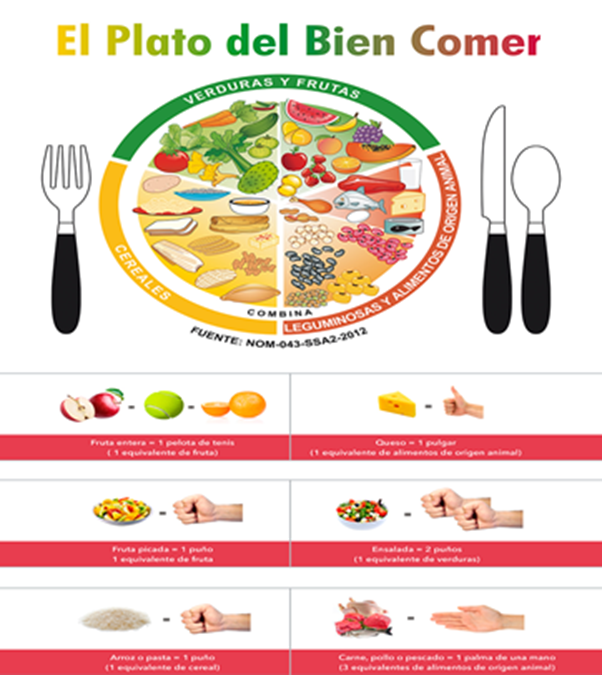 El Plato del Bien Comer
VERDURAS Y FRUTAS
CEREALES
LEGUMINOSAS Y ALIMENTOS DE ORIGEN ANIMAL
COMBINA
FUENTE: NOM-043-SSA2-2012
Fruta entera = 1 pelota de tenis
( 1 equivalente de fruta)
Queso = 1 pulgar
(1 equivalente de alimentos de origen animal)
Fruta picada = 1 puño
1 equivalente de fruta
Ensalada = 2 puños
(1 equivalente de verduras)
Arroz o pasta = 1 puño
(1 equivalente de cereal)
Carne, pollo o pescado = 1 palma de una mano
(3 equivalentes de alimentos de origen animal)